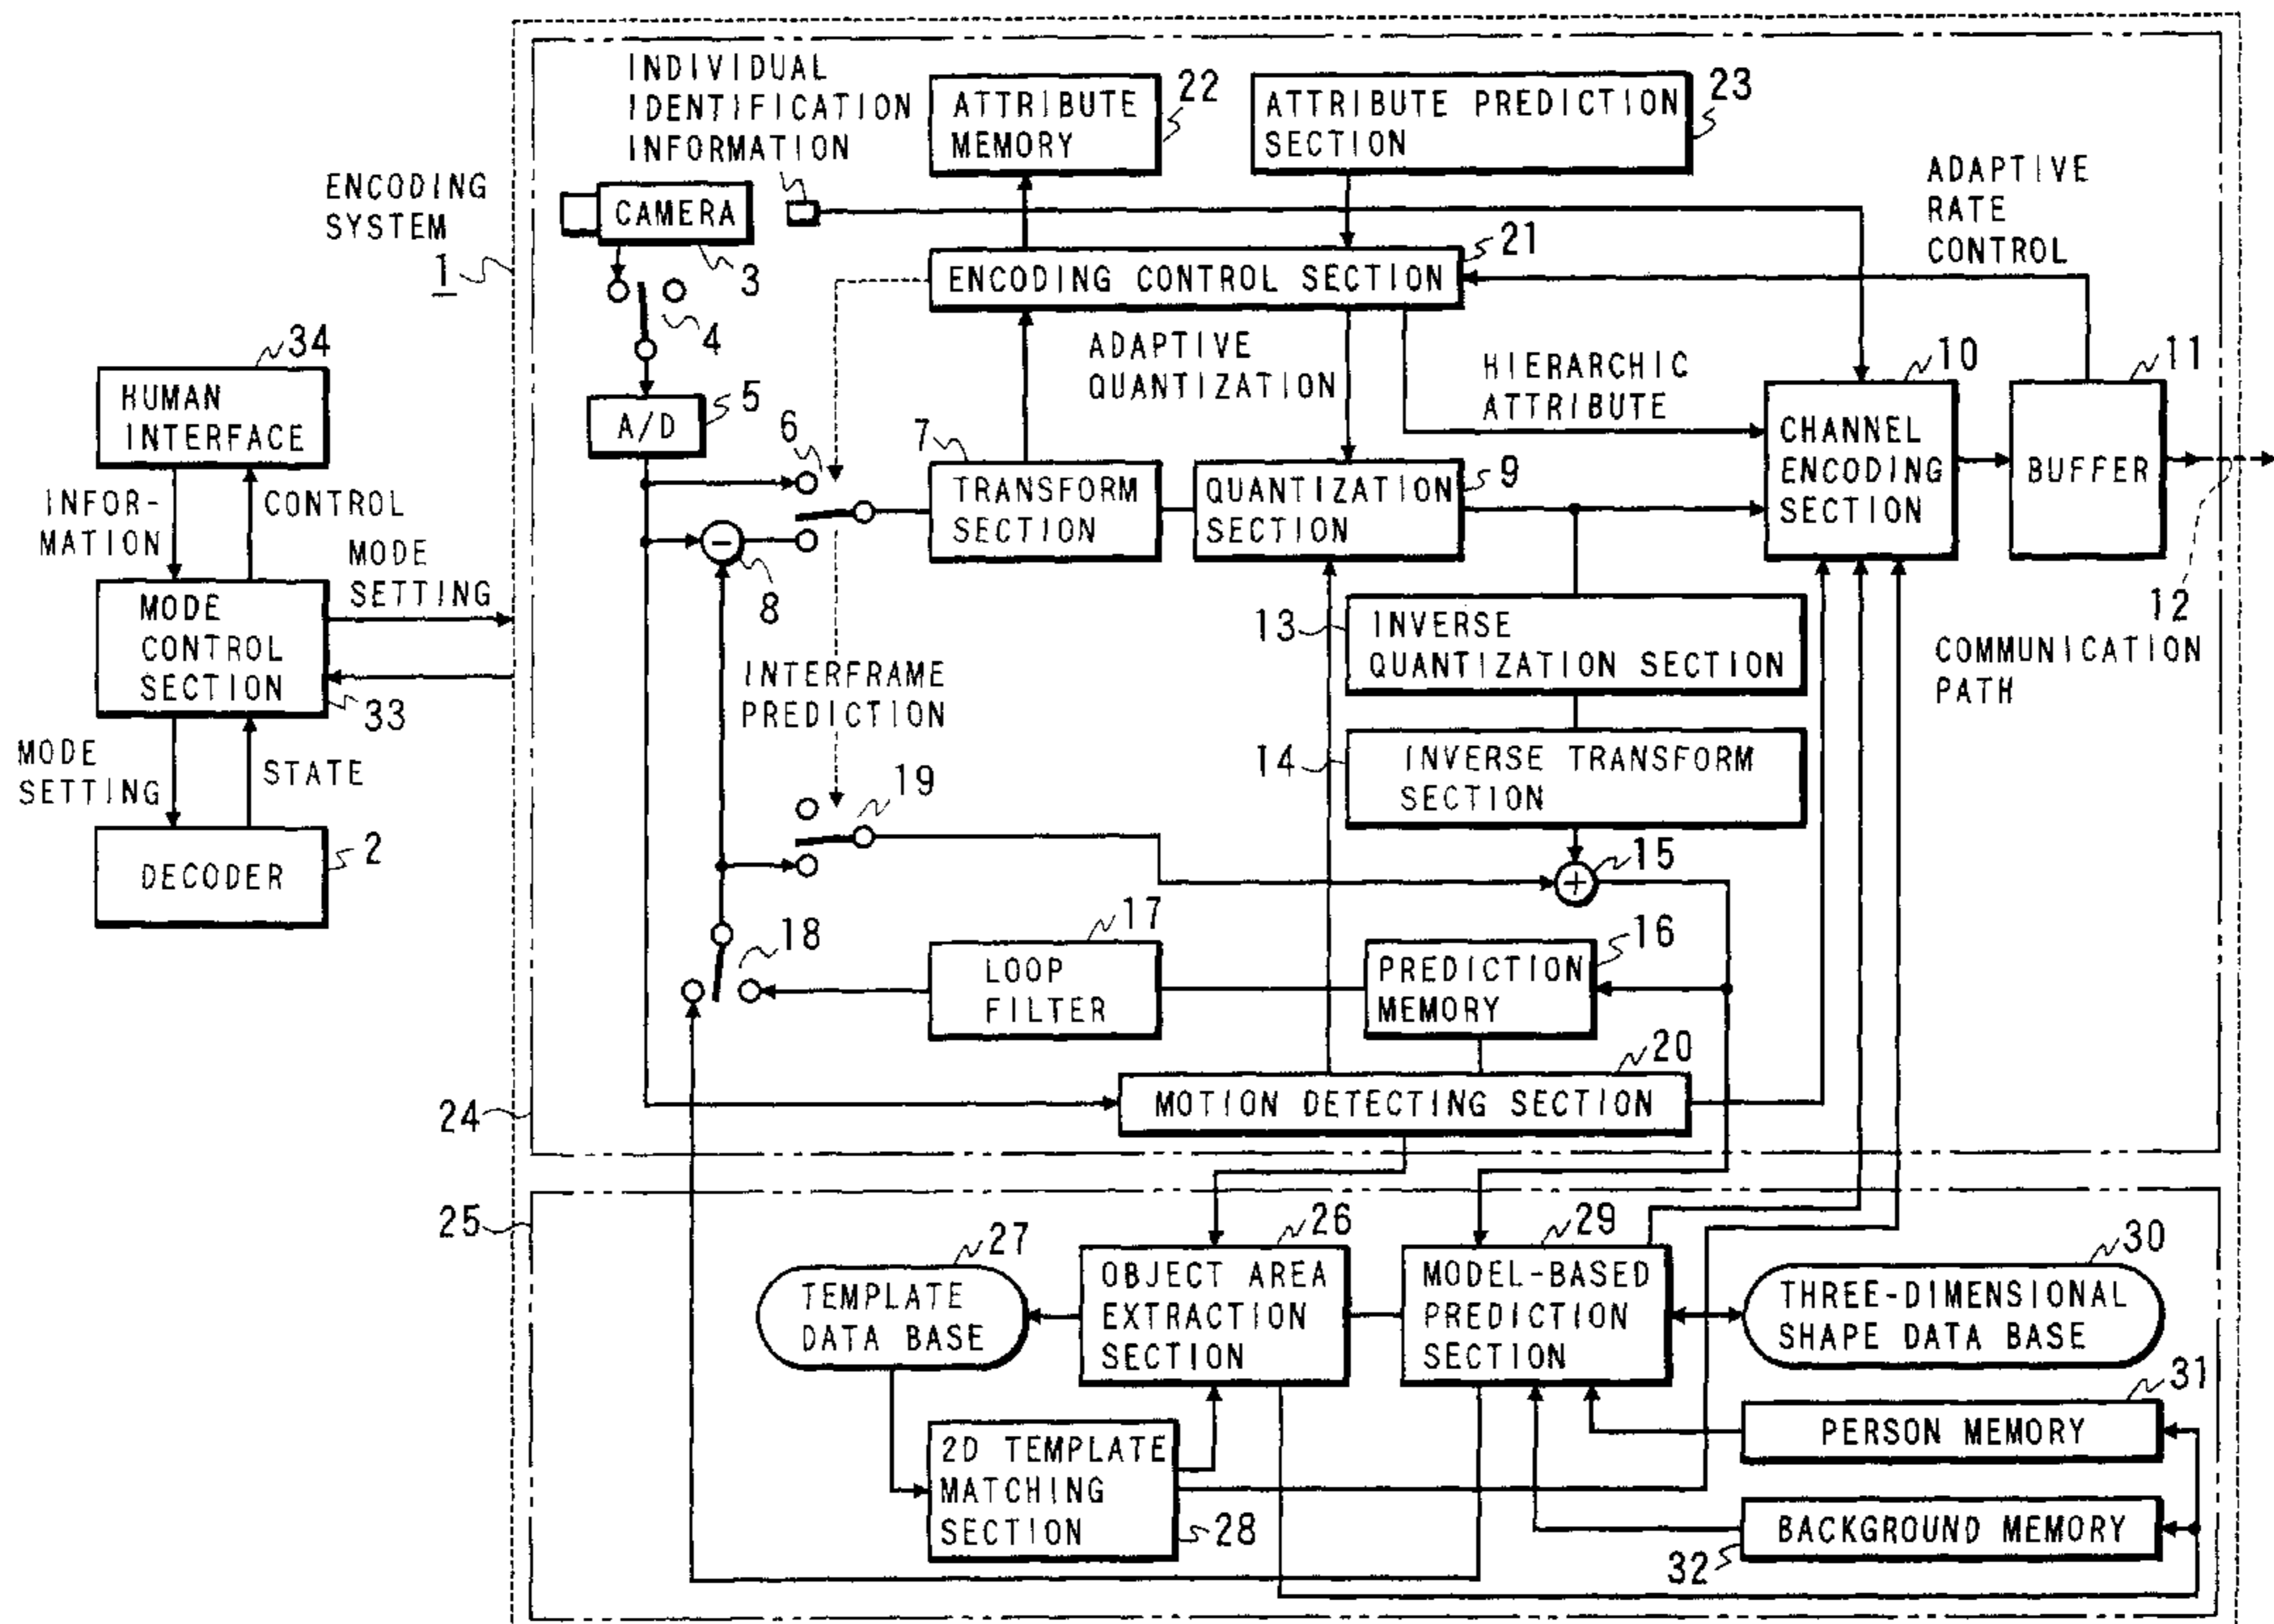 INDIVIDUAL
IDENTIFICATION
INFORMATION
ATTRIBUTE
MEMORY
22
ATTRIBUTE PREDICTION
SECTION
23
ENCODING
SYSTEM
1
CAMERA
3
ADAPTIVE
RATE
CONTROL
ENCODING CONTROL SECTION
21
4
34
HUMAN
INTERFACE
A/D
5
ADAPTIVE
QUANTIZATION
HIERARCHIC
ATTRIBUTE
10
CHANNEL
ENCODING
SECTION
11
BUFFER
6
7
TRANSFORM
SECTION
QUANTIZATION
SECTION
9
INFOR-
MATION
CONTROL
MODE
SETTING
-
8
12
COMMUNICATION
PATH
MODE
CONTROL
SECTION
33
13
INVERSE
QUANTIZATION SECTION
INTERFRAME
PREDICTION
14
INVERSE TRANSFORM
SECTION
MODE
SETTING
STATE
19
DECODER
2
+
15
18
17
LOOP
FILTER
PREDICTION
MEMORY
16
20
MOTION DETECTING SECTION
24
25
27
TEMPLATE
DATA BASE
26
OBJECT AREA
EXTRACTION
SECTION
29
MODEL-BASED
PREDICTION
SECTION
30
THREE-DIMENSIONAL
SHAPE DATA BASE
31
PERSON MEMORY
2D TEMPLATE
MATCHING
SECTION
28
BACKGROUND MEMORY
32